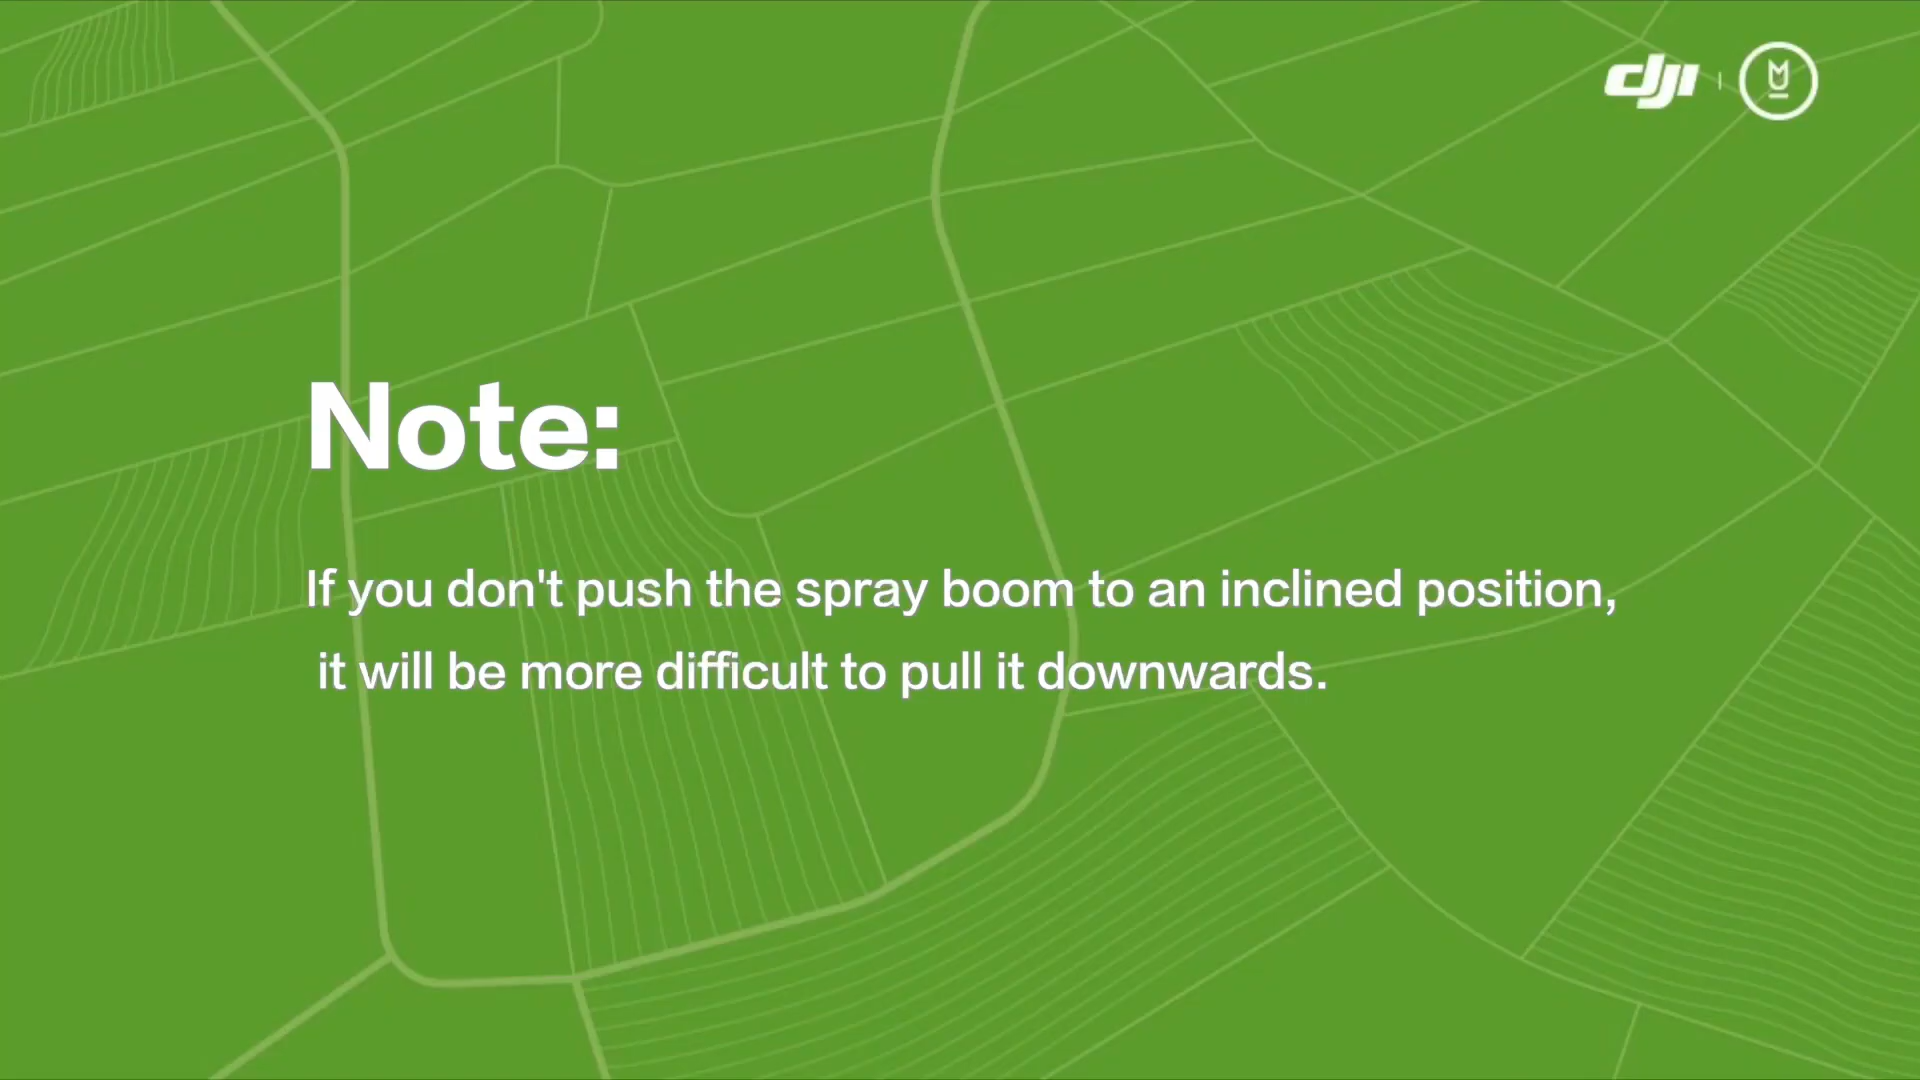 dji
Note:
If you don't push the spray boom to an inclined position,
it will be more difficult to pull it downwards.